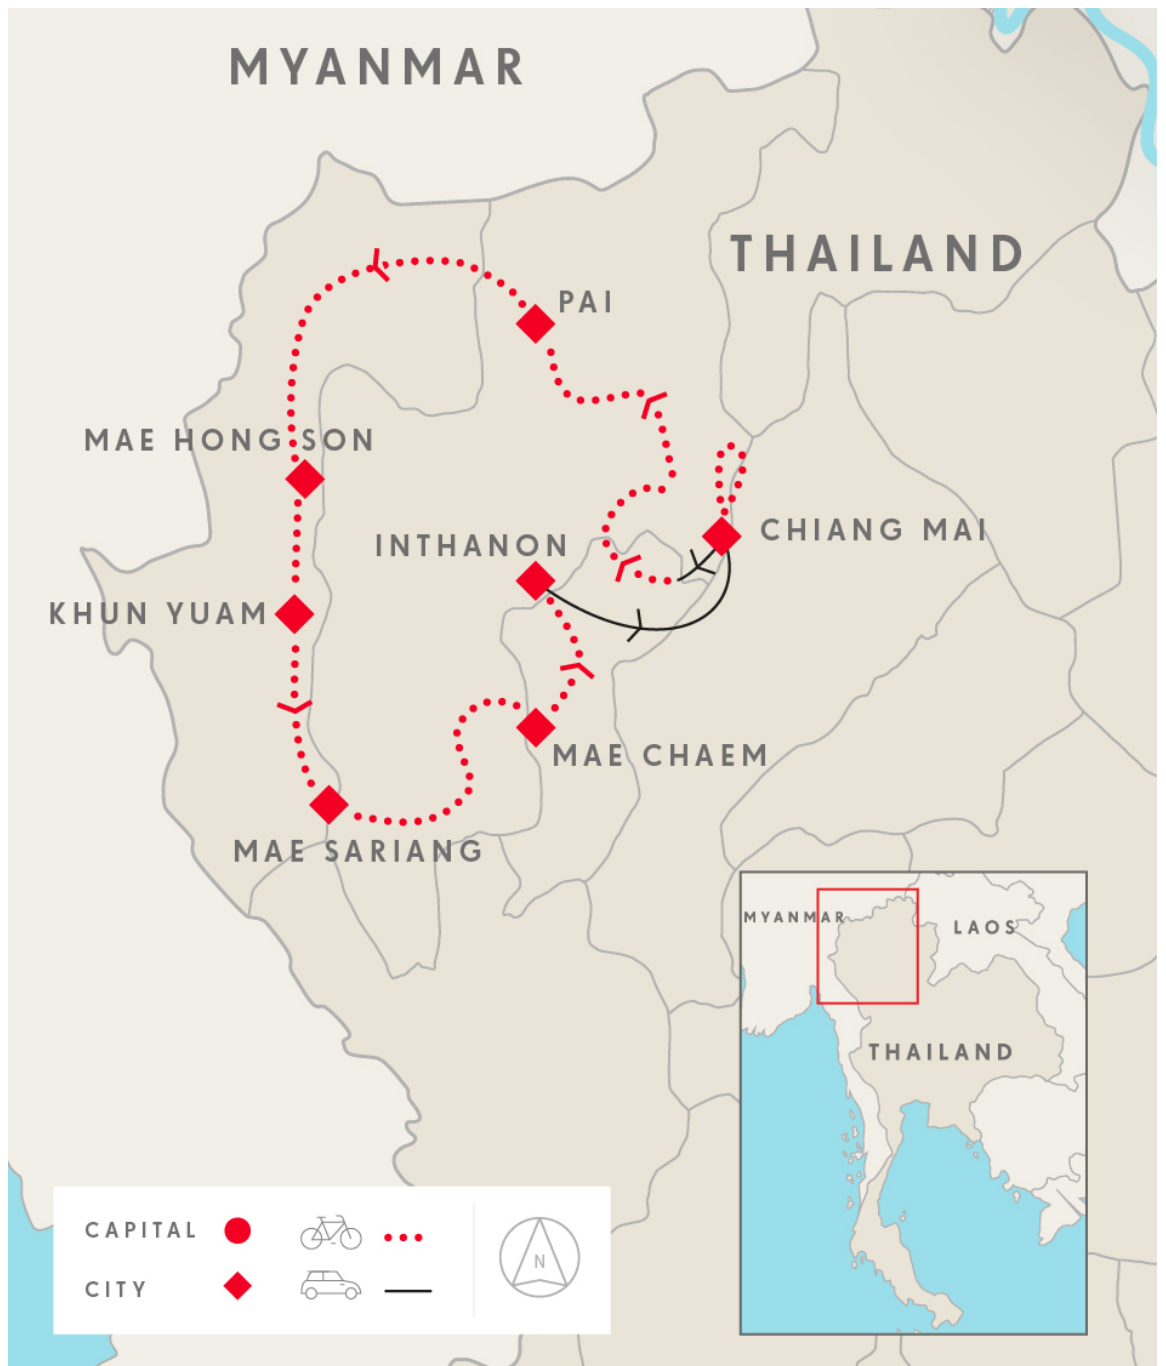 MYANMAR
THAILAND
PAI
MAE HONG SON
CHIANG MAI
INTHANON
KHUN YUAM
MAE CHAEM
MAE SARIANG
MYANMAR
LAOS
THAILAND
CAPITAL
CITY
N